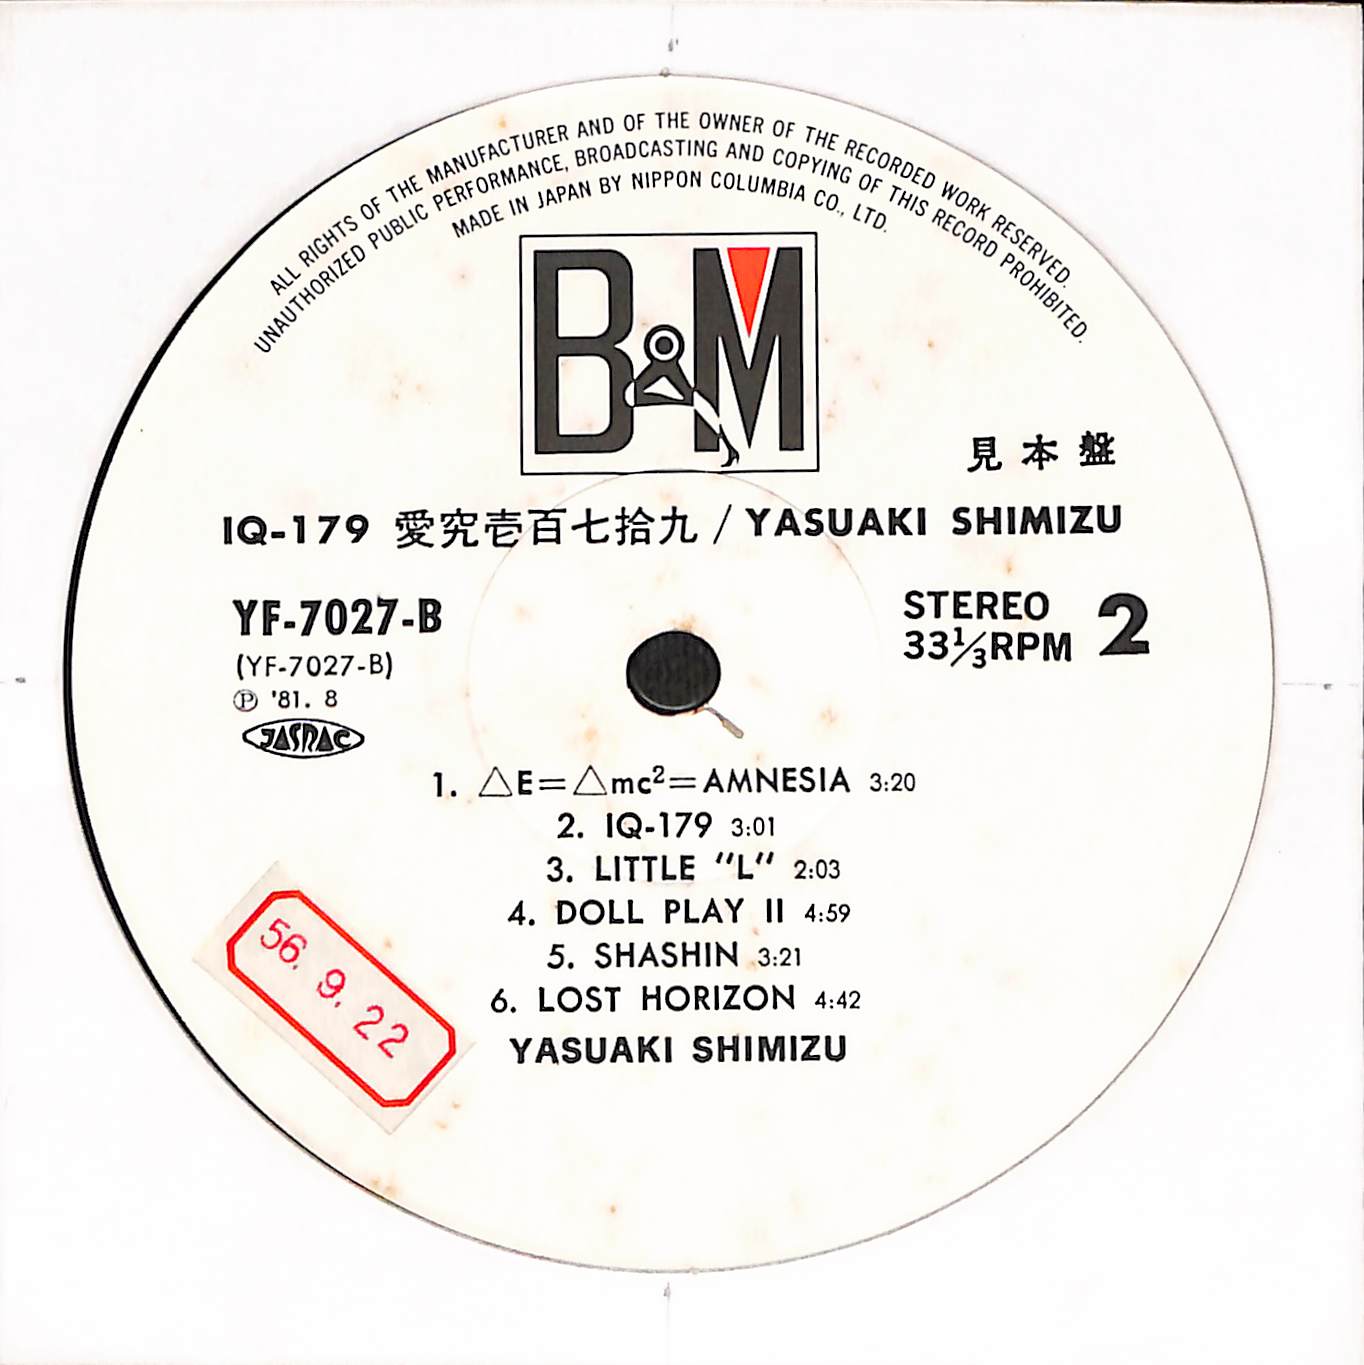 ALL RIGHTS OF THE MANUFACTURER AND OF THE OWNER OF THE RECORDED WORK RESERVED.
UNAUTHORIZED PUBLIC PERFORMANCE, BROADCASTING AND COPYING OF THIS RECORD PROHIBITED.
MADE IN JAPAN BY NIPPON COLUMBIA CO., LTD.
B&M
見本盤
IQ-179 愛究壱百七拾九 / YASUAKI SHIMIZU
YF-7027-B
(YF-7027-B)
Ⓟ '81. 8
JASRAC
STEREO
33⅓RPM 2
1. △E=△mc²=AMNESIA 3:20
2. IQ-179 3:01
3. LITTLE "L" 2:03
4. DOLL PLAY II 4:59
5. SHASHIN 3:21
6. LOST HORIZON 4:42
YASUAKI SHIMIZU
56. 9. 22